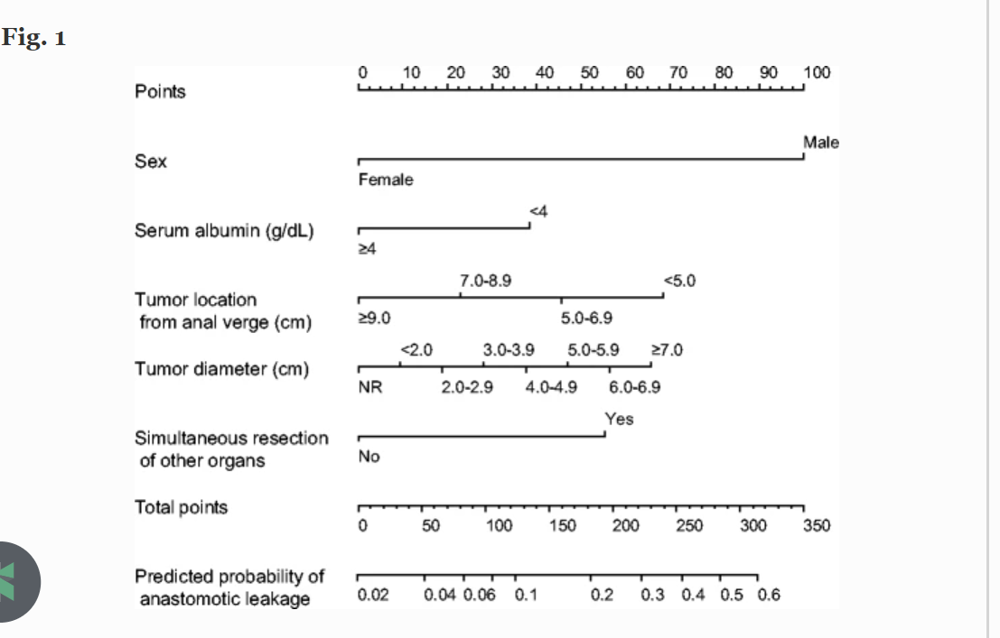 Fig. 1
0 10 20 30 40 50 60 70 80 90 100
Points
Male
Sex
Female
<4
Serum albumin (g/dL)
≥4
7.0-8.9 <5.0
Tumor location
from anal verge (cm)
≥9.0 5.0-6.9
<2.0 3.0-3.9 5.0-5.9 ≥7.0
Tumor diameter (cm)
NR 2.0-2.9 4.0-4.9 6.0-6.9
Yes
Simultaneous resection
of other organs
No
Total points
0 50 100 150 200 250 300 350
Predicted probability of
anastomotic leakage
0.02 0.04 0.06 0.1 0.2 0.3 0.4 0.5 0.6